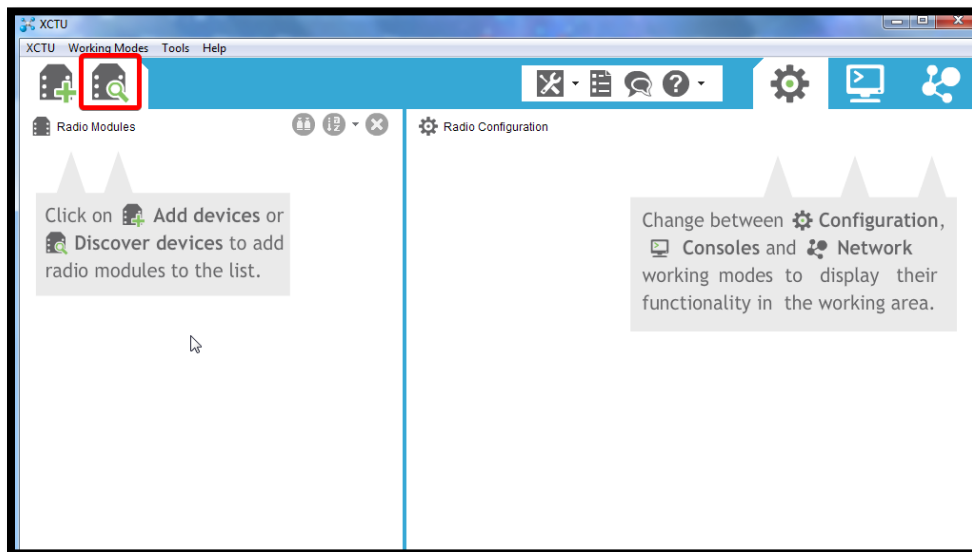 XCTU
XCTU Working Modes Tools Help
Radio Modules
Radio Configuration
Click on Add devices or
Discover devices to add
radio modules to the list.
Change between Configuration,
Consoles and Network
working modes to display their
functionality in the working area.